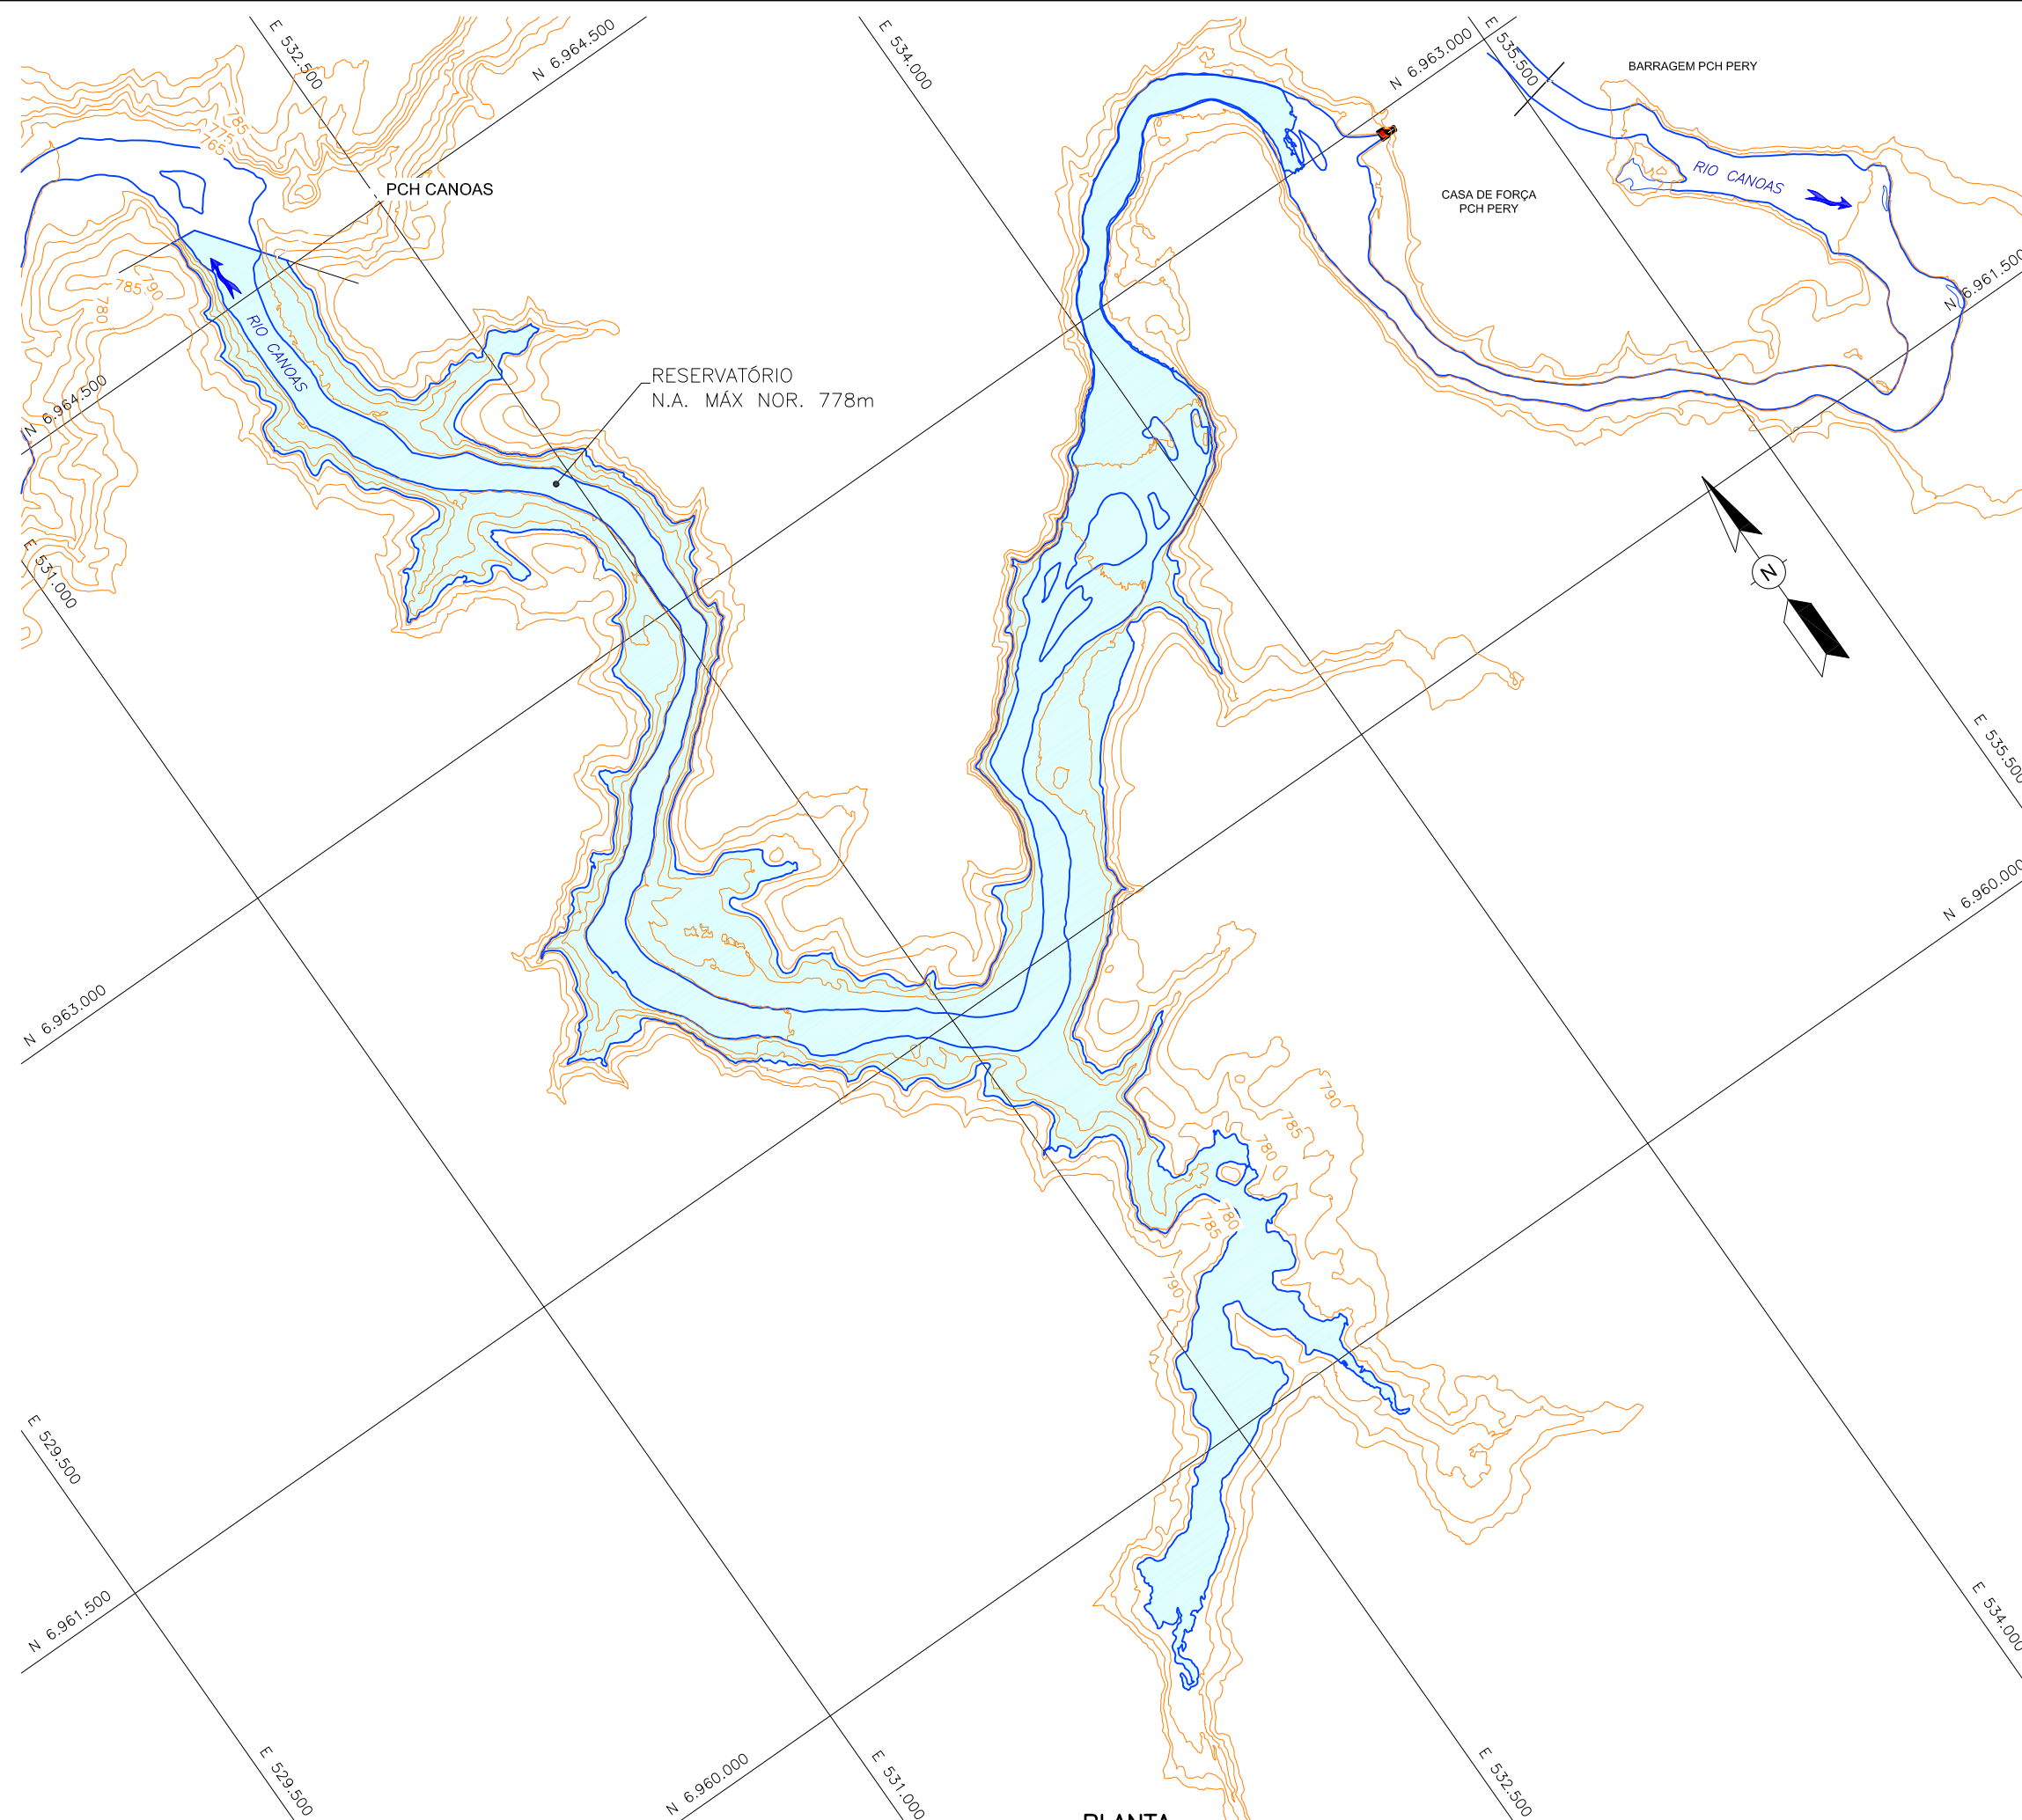 E 532.500
N 6.964.500
E 534.000
N 6.963.000
E 535.500
BARRAGEM PCH PERY
785
775
765
PCH CANOAS
RIO CANOAS
CASA DE FORÇA
PCH PERY
N 6.961.500
785
790
780
RIO CANOAS
RESERVATÓRIO
N.A. MÁX NOR. 778m
N 6.964.500
E 531.000
N
E 535.500
N 6.960.000
N 6.963.000
790
785
780
780
785
790
E 529.500
N 6.961.500
E 534.000
E 529.500
N 6.960.000
E 531.000
E 532.500
PLANTA